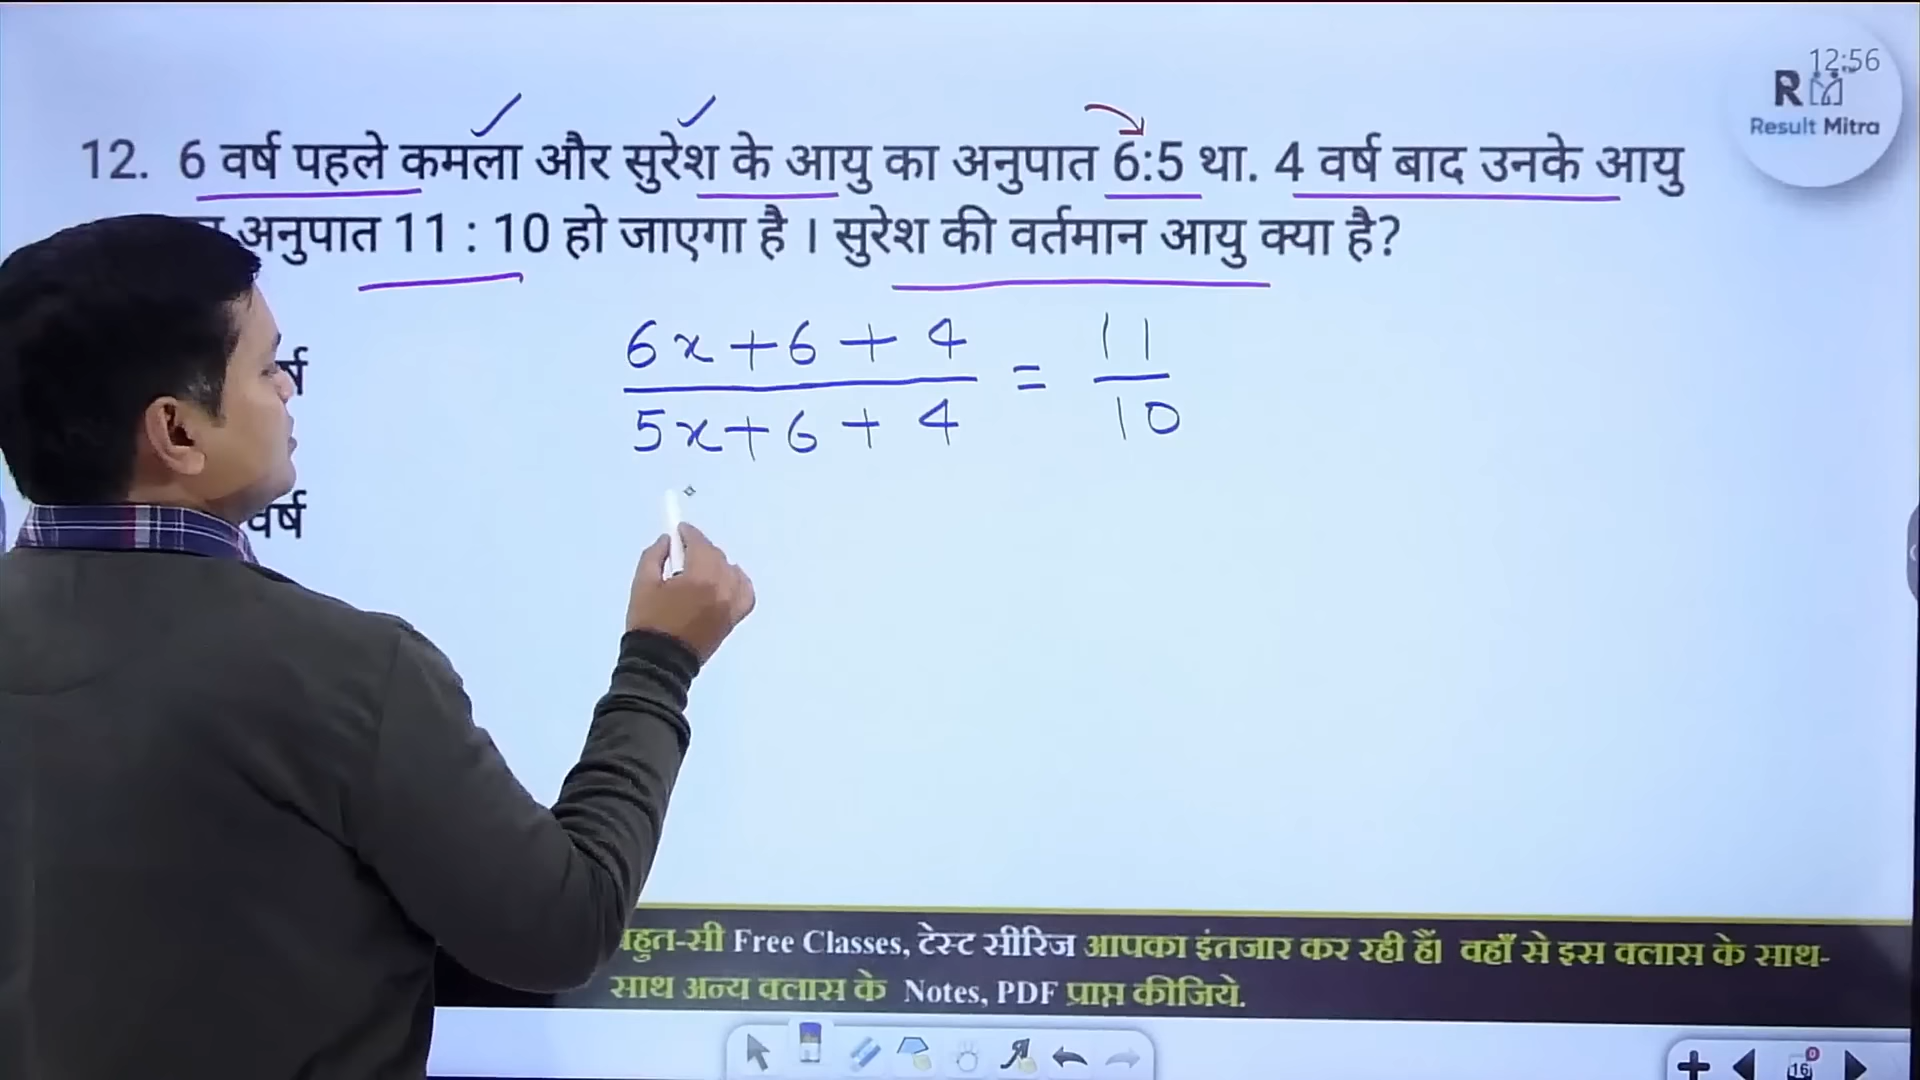 12:56
RM
Result Mitra
12. 6 वर्ष पहले कमला और सुरेश के आयु का अनुपात 6:5 था. 4 वर्ष बाद उनके आयु
अनुपात 11 : 10 हो जाएगा है । सुरेश की वर्तमान आयु क्या है?
6x+6+4
5x+6+4
=
11
10
वर्ष
Free Classes, टेस्ट सीरिज आपका इंतजार कर रही हैं। वहाँ से इस क्लास के साथ-
साथ अन्य क्लास के Notes, PDF प्राप्त कीजिये.
16
0